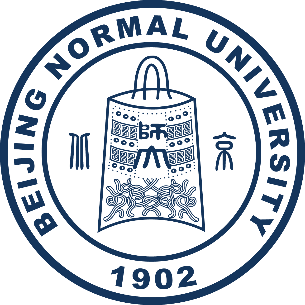 BEIJING NORMAL UNIVERSITY
京
師大
北
1902